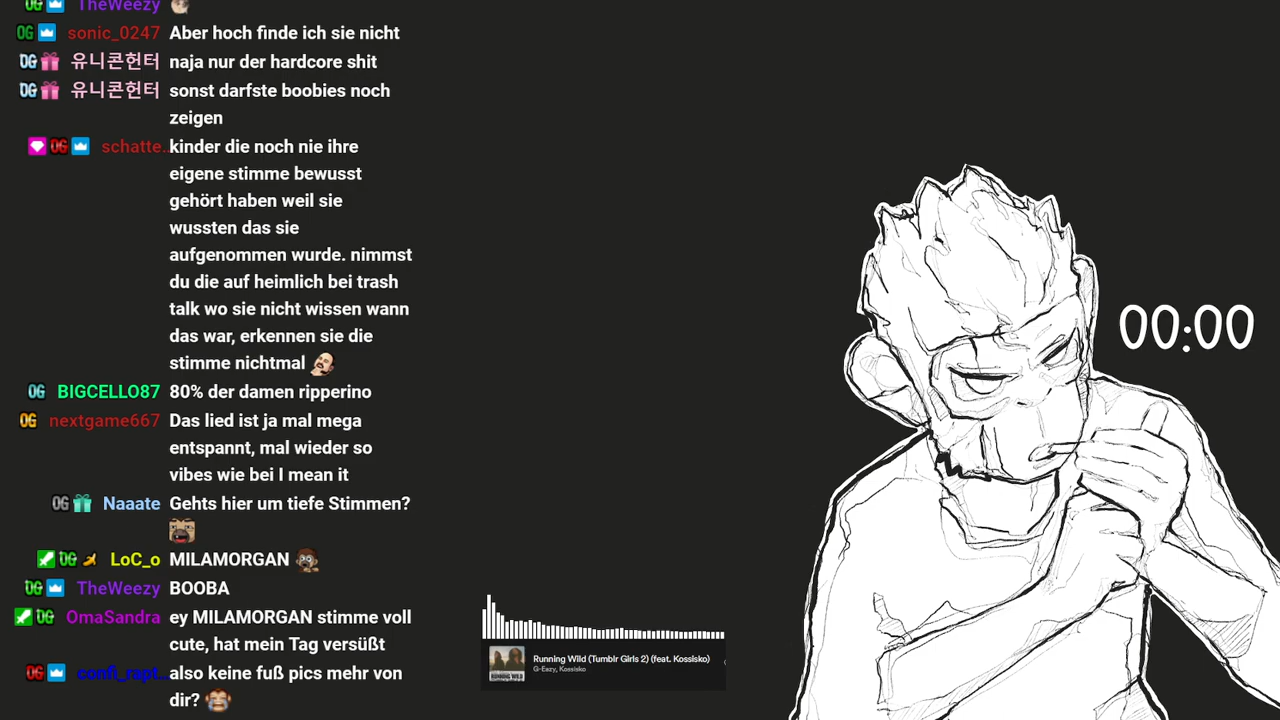 TheWeezy
sonic_0247 Aber hoch finde ich sie nicht
유니콘헌터 naja nur der hardcore shit
유니콘헌터 sonst darfste boobies noch
zeigen
schatte.. kinder die noch nie ihre
eigene stimme bewusst
gehört haben weil sie
wussten das sie
aufgenommen wurde. nimmst
du die auf heimlich bei trash
talk wo sie nicht wissen wann
das war, erkennen sie die
stimme nichtmal
BIGCELLO87 80% der damen ripperino
nextgame667 Das lied ist ja mal mega
entspannt, mal wieder so
vibes wie bei I mean it
Naaate Gehts hier um tiefe Stimmen?
LoC_o MILAMORGAN
TheWeezy BOOBA
OmaSandra ey MILAMORGAN stimme voll
cute, hat mein Tag versüßt
confi_rapt.. also keine fuß pics mehr von
dir?
00:00
Running Wild (Tumblr Girls 2) (feat. Kossisko)
G-Eazy, Kossisko
RUNNING WILD